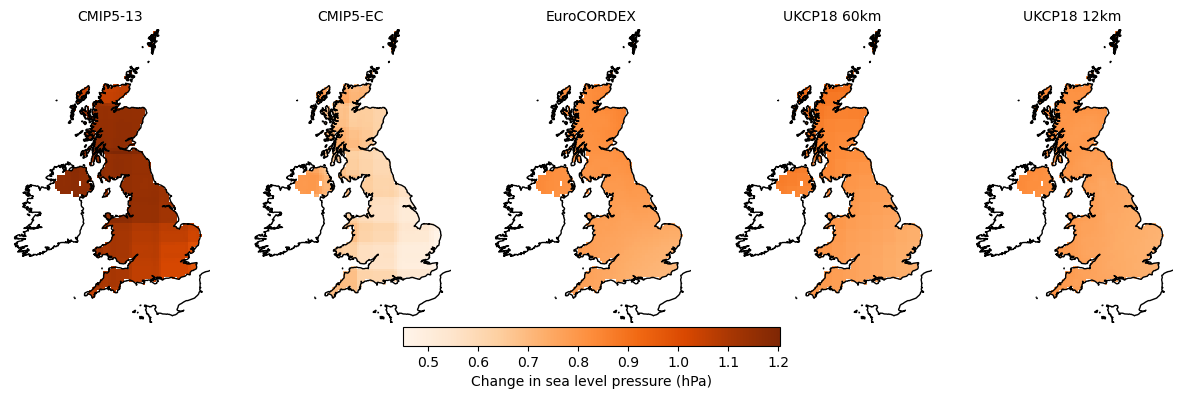 CMIP5-13 CMIP5-EC EuroCORDEX UKCP18 60km UKCP18 12km
0.5 0.6 0.7 0.8 0.9 1.0 1.1 1.2
Change in sea level pressure (hPa)